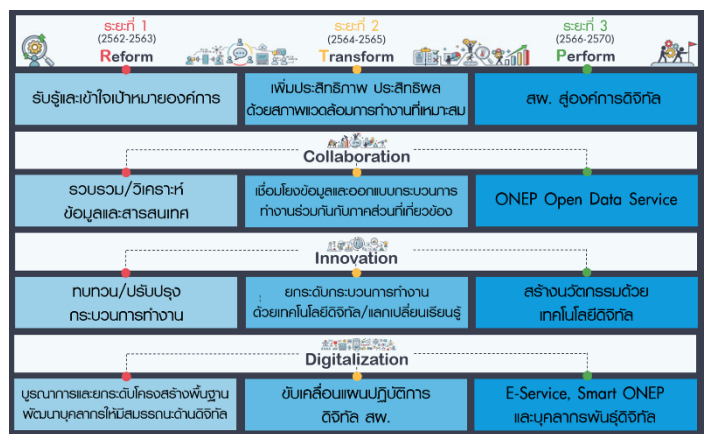 ระยะที่ 1
(2562-2563)
Reform
ระยะที่ 2
(2564-2565)
Transform
ระยะที่ 3
(2566-2570)
Perform
รับรู้และเข้าใจเป้าหมายองค์การ
เพิ่มประสิทธิภาพ ประสิทธิผล
ด้วยสภาพแวดล้อมการทำงานที่เหมาะสม
สผ. สู่องค์การดิจิทัล
Collaboration
รวบรวม/วิเคราะห์
ข้อมูลและสารสนเทศ
เชื่อมโยงข้อมูลและออกแบบกระบวนการ
ทำงานร่วมกันกับภาคส่วนที่เกี่ยวข้อง
ONEP Open Data Service
Innovation
ทบทวน/ปรับปรุง
กระบวนการทำงาน
ยกระดับกระบวนการทำงาน
ด้วยเทคโนโลยีดิจิทัล/แลกเปลี่ยนเรียนรู้
สร้างนวัตกรรมด้วย
เทคโนโลยีดิจิทัล
Digitalization
บูรณาการและยกระดับโครงสร้างพื้นฐาน
พัฒนาบุคลากรให้มีสมรรถนะด้านดิจิทัล
ขับเคลื่อนแผนปฏิบัติการ
ดิจิทัล สผ.
E-Service, Smart ONEP
และบุคลากรพันธุ์ดิจิทัล